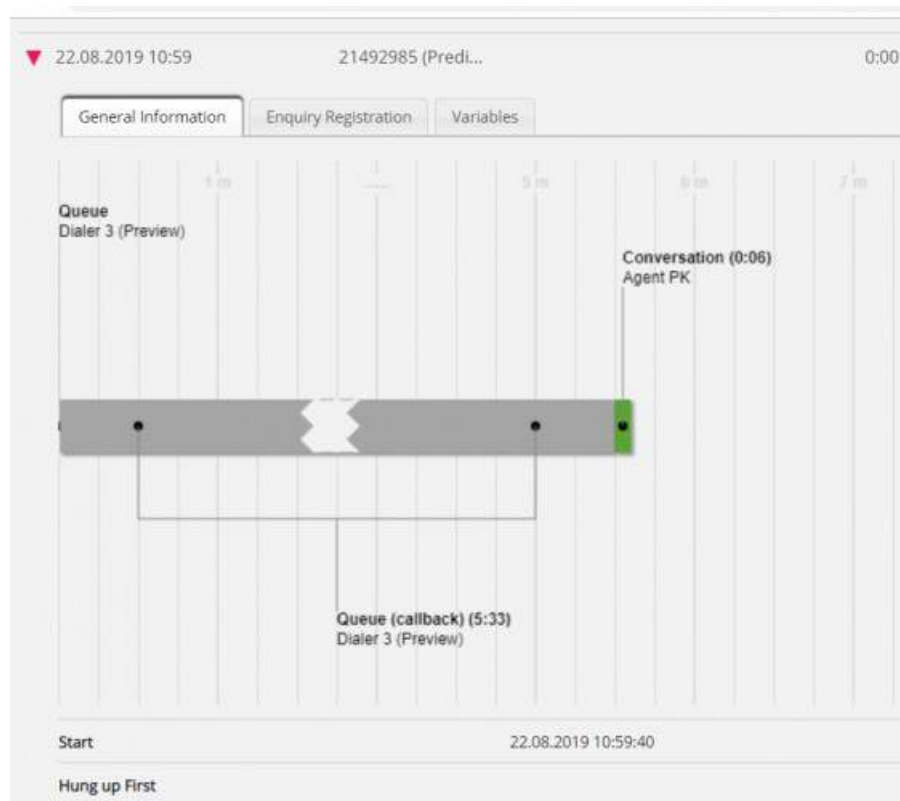 22.08.2019 10:59 21492985 (Predi... 0:00
General Information Enquiry Registration Variables
1 m 5 m 6 m 7 m
Queue
Dialer 3 (Preview)
Conversation (0:06)
Agent PK
Queue (callback) (5:33)
Dialer 3 (Preview)
Start 22.08.2019 10:59:40
Hung up First